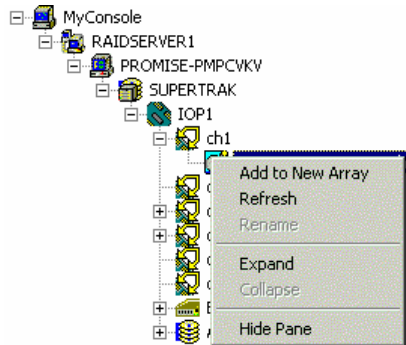 MyConsole
RAIDSERVER1
PROMISE-PMPCVKV
SUPERTRAK
IOP1
ch1
Add to New Array
Refresh
Rename
Expand
Collapse
Hide Pane